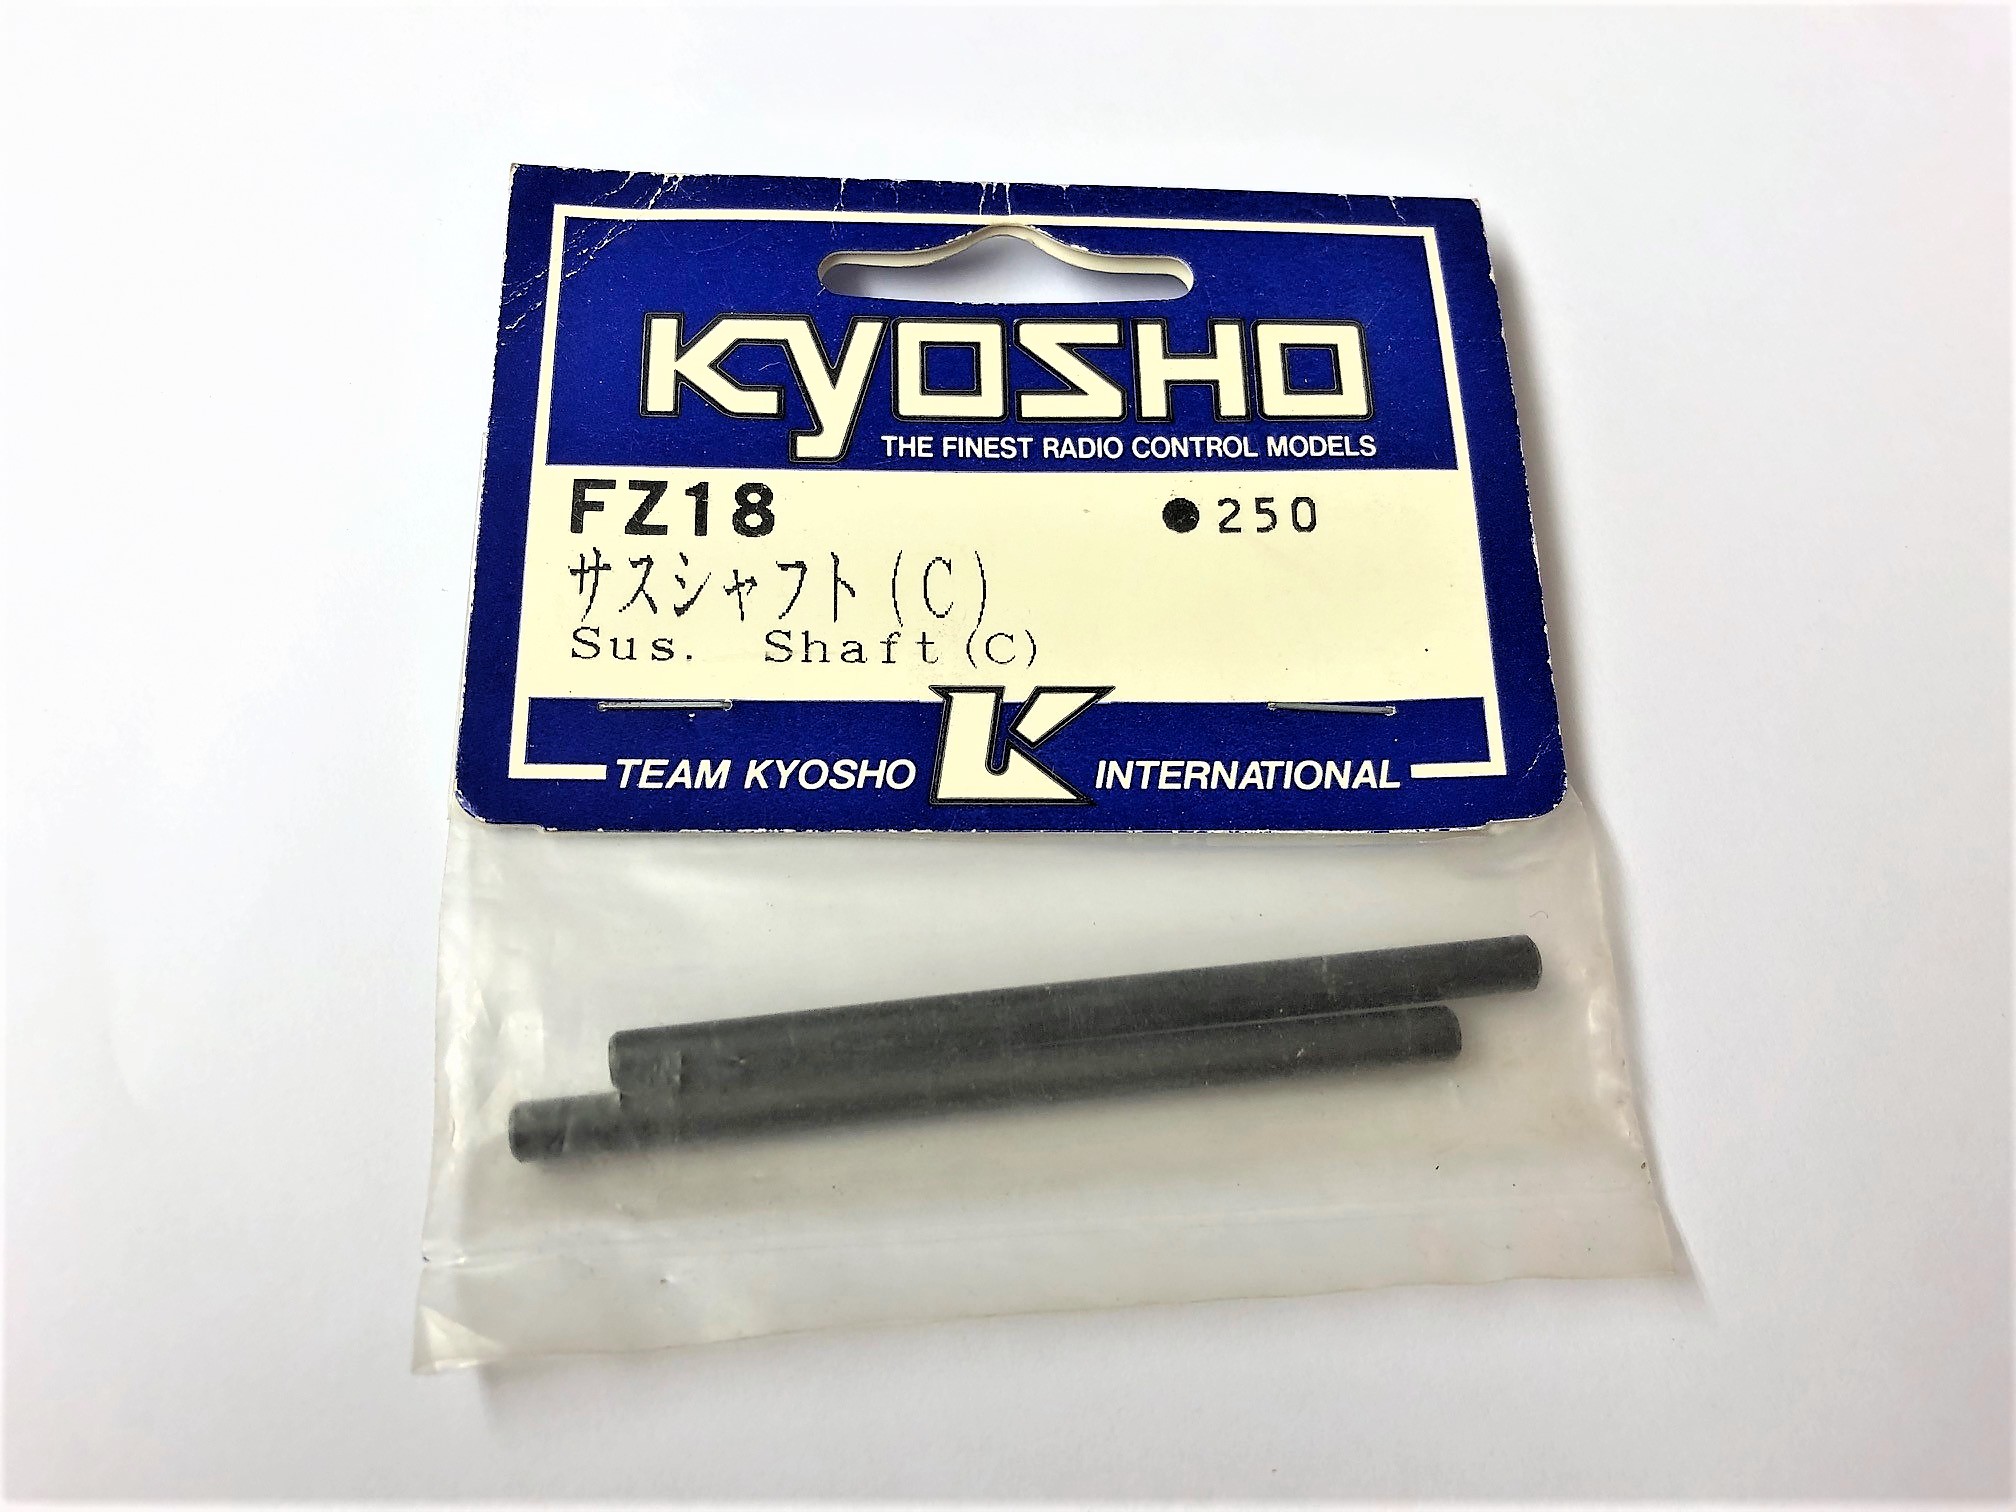 KYOSHO
THE FINEST RADIO CONTROL MODELS
FZ18 ●250
サスシャフト(C)
Sus. Shaft(C)
TEAM KYOSHO K INTERNATIONAL